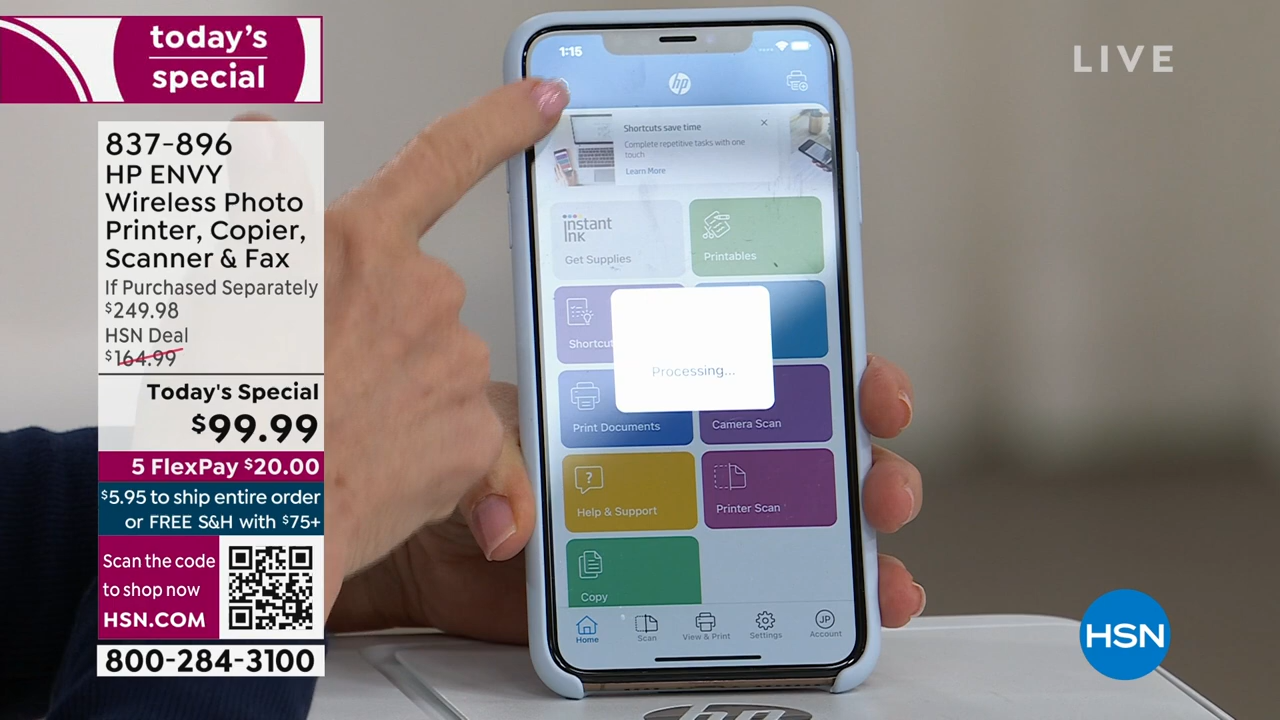 today's
special
LIVE
837-896
HP ENVY
Wireless Photo
Printer, Copier,
Scanner & Fax
If Purchased Separately
$249.98
HSN Deal
$164.99
Today's Special
$99.99
5 FlexPay $20.00
$5.95 to ship entire order
or FREE S&H with $75+
Scan the code
to shop now
HSN.COM
800-284-3100
1:15
hp
Shortcuts save time
Complete repetitive tasks with one
touch
Learn More
instant
ink
Get Supplies
Printables
Processing...
Print Documents
Camera Scan
Help & Support
Printer Scan
Copy
Home
Scan
View & Print
Settings
JP
Account
HSN
hp